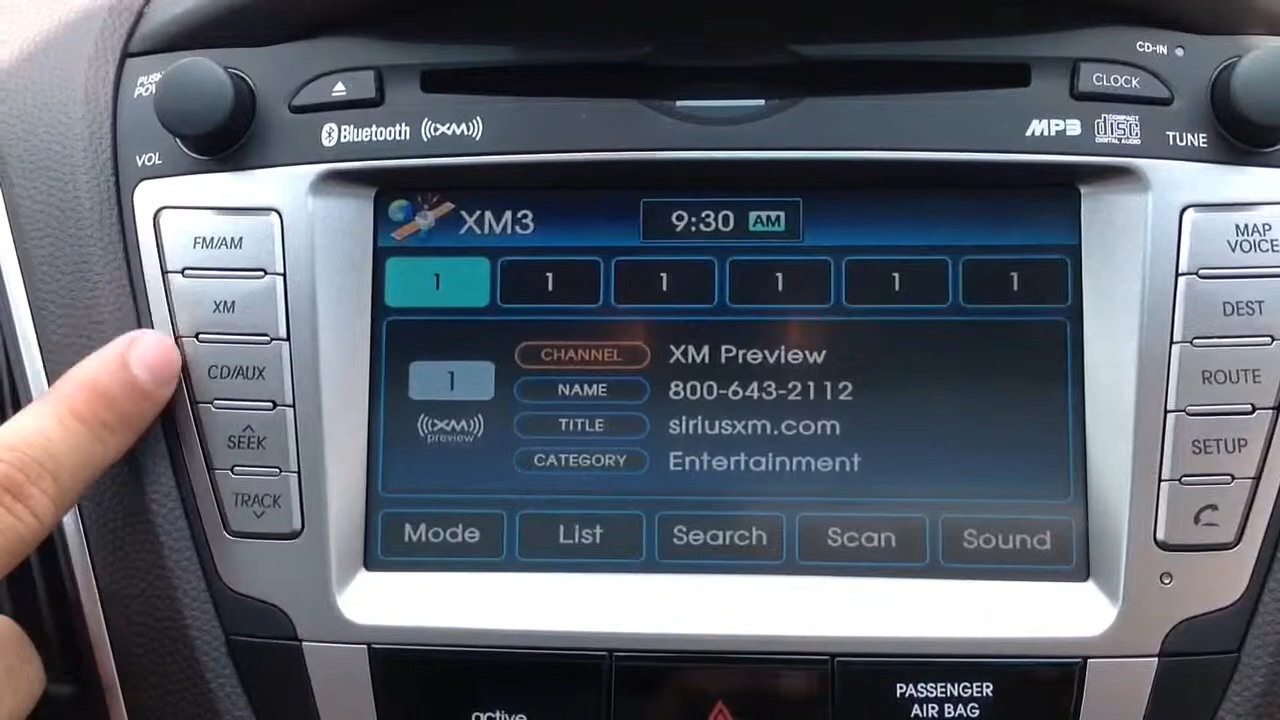 CD-IN
PUSH
CLOCK
Bluetooth
((XM))
MP3
COMPACT
disc
DIGITAL AUDIO
TUNE
VOL
XM3
9:30 AM
FM/AM
MAP
VOICE
1 1 1 1 1 1
XM
DEST
CHANNEL XM Preview
1
NAME 800-643-2112
CD/AUX
ROUTE
((XM))
preview
TITLE siriusxm.com
SEEK
SETUP
CATEGORY Entertainment
TRACK
Mode List Search Scan Sound
PASSENGER
AIR BAG
active